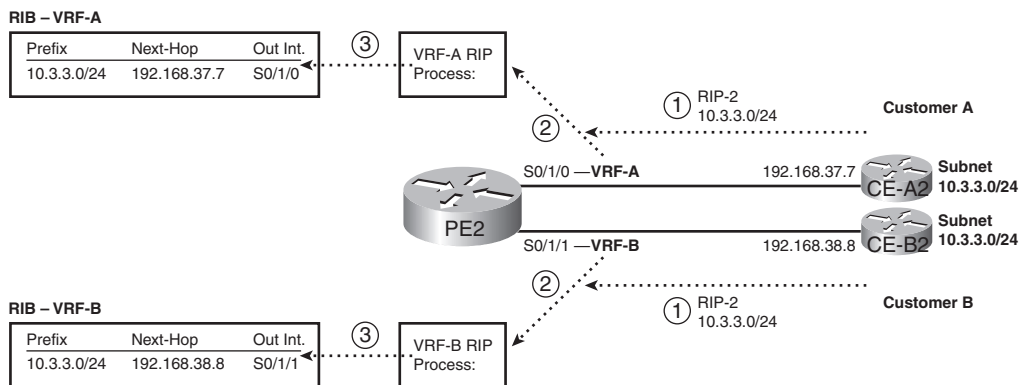 RIB – VRF-A
Prefix Next-Hop Out Int.
10.3.3.0/24 192.168.37.7 S0/1/0
3
VRF-A RIP
Process:
2
1
RIP-2
10.3.3.0/24
Customer A
S0/1/0 —VRF-A
192.168.37.7
CE-A2
Subnet
10.3.3.0/24
PE2
S0/1/1 —VRF-B
192.168.38.8
CE-B2
Subnet
10.3.3.0/24
2
1
RIP-2
10.3.3.0/24
Customer B
RIB – VRF-B
Prefix Next-Hop Out Int.
10.3.3.0/24 192.168.38.8 S0/1/1
3
VRF-B RIP
Process: